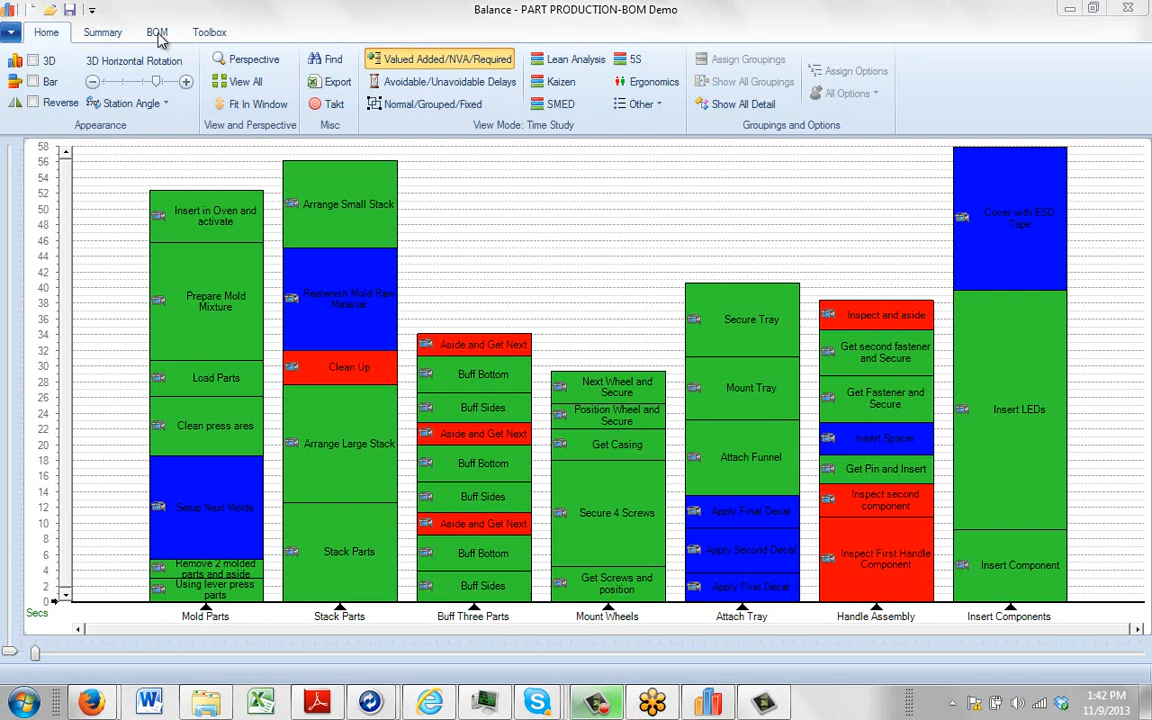 Balance - PART PRODUCTION-BOM Demo
Home Summary BOM Toolbox
3D 3D Horizontal Rotation
Bar
Reverse Station Angle
Appearance
Perspective
View All
Fit In Window
View and Perspective
Find
Export
Takt
Misc
Valued Added/NVA/Required
Avoidable/Unavoidable Delays
Normal/Grouped/Fixed
Lean Analysis 5S
Kaizen Ergonomics
SMED Other
View Mode: Time Study
Assign Groupings
Show All Groupings
Show All Detail
Assign Options
All Options
Groupings and Options
58
56
54
52
50
48
46
44
42
40
38
36
34
32
30
28
26
24
22
20
18
16
14
12
10
8
6
4
2
0
Secs
Insert in Oven and
activate
Prepare Mold
Mixture
Load Parts
Clean press ares
Setup Next Molds
Remove 2 molded
parts and aside
Using lever press
parts
Mold Parts
Arrange Small Stack
Replenish Mold Raw
Material
Clean Up
Arrange Large Stack
Stack Parts
Stack Parts
Aside and Get Next
Buff Bottom
Buff Sides
Aside and Get Next
Buff Bottom
Buff Sides
Aside and Get Next
Buff Bottom
Buff Sides
Buff Three Parts
Next Wheel and
Secure
Position Wheel and
Secure
Get Casing
Secure 4 Screws
Get Screws and
position
Mount Wheels
Secure Tray
Mount Tray
Attach Funnel
Apply Final Decal
Apply Second Decal
Apply First Decal
Attach Tray
Inspect and aside
Get second fastener
and Secure
Get Fastener and
Secure
Insert Spacer
Get Pin and Insert
Inspect second
component
Inspect First Handle
Component
Handle Assembly
Cover with ESD
Tape
Insert LEDs
Insert Component
Insert Components
1:42 PM
11/9/2013